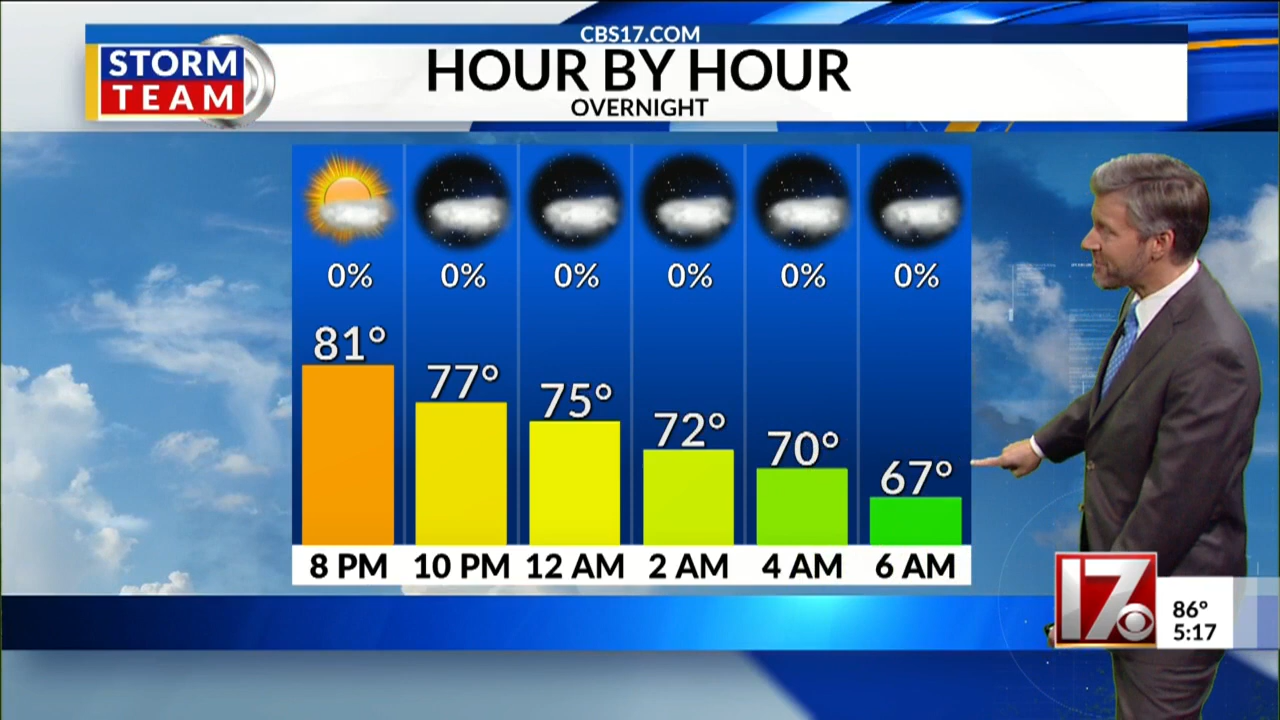 CBS17.COM
STORM
TEAM
HOUR BY HOUR
OVERNIGHT
0% 0% 0% 0% 0% 0%
81° 77° 75° 72° 70° 67°
8 PM 10 PM 12 AM 2 AM 4 AM 6 AM
17
86°
5:17